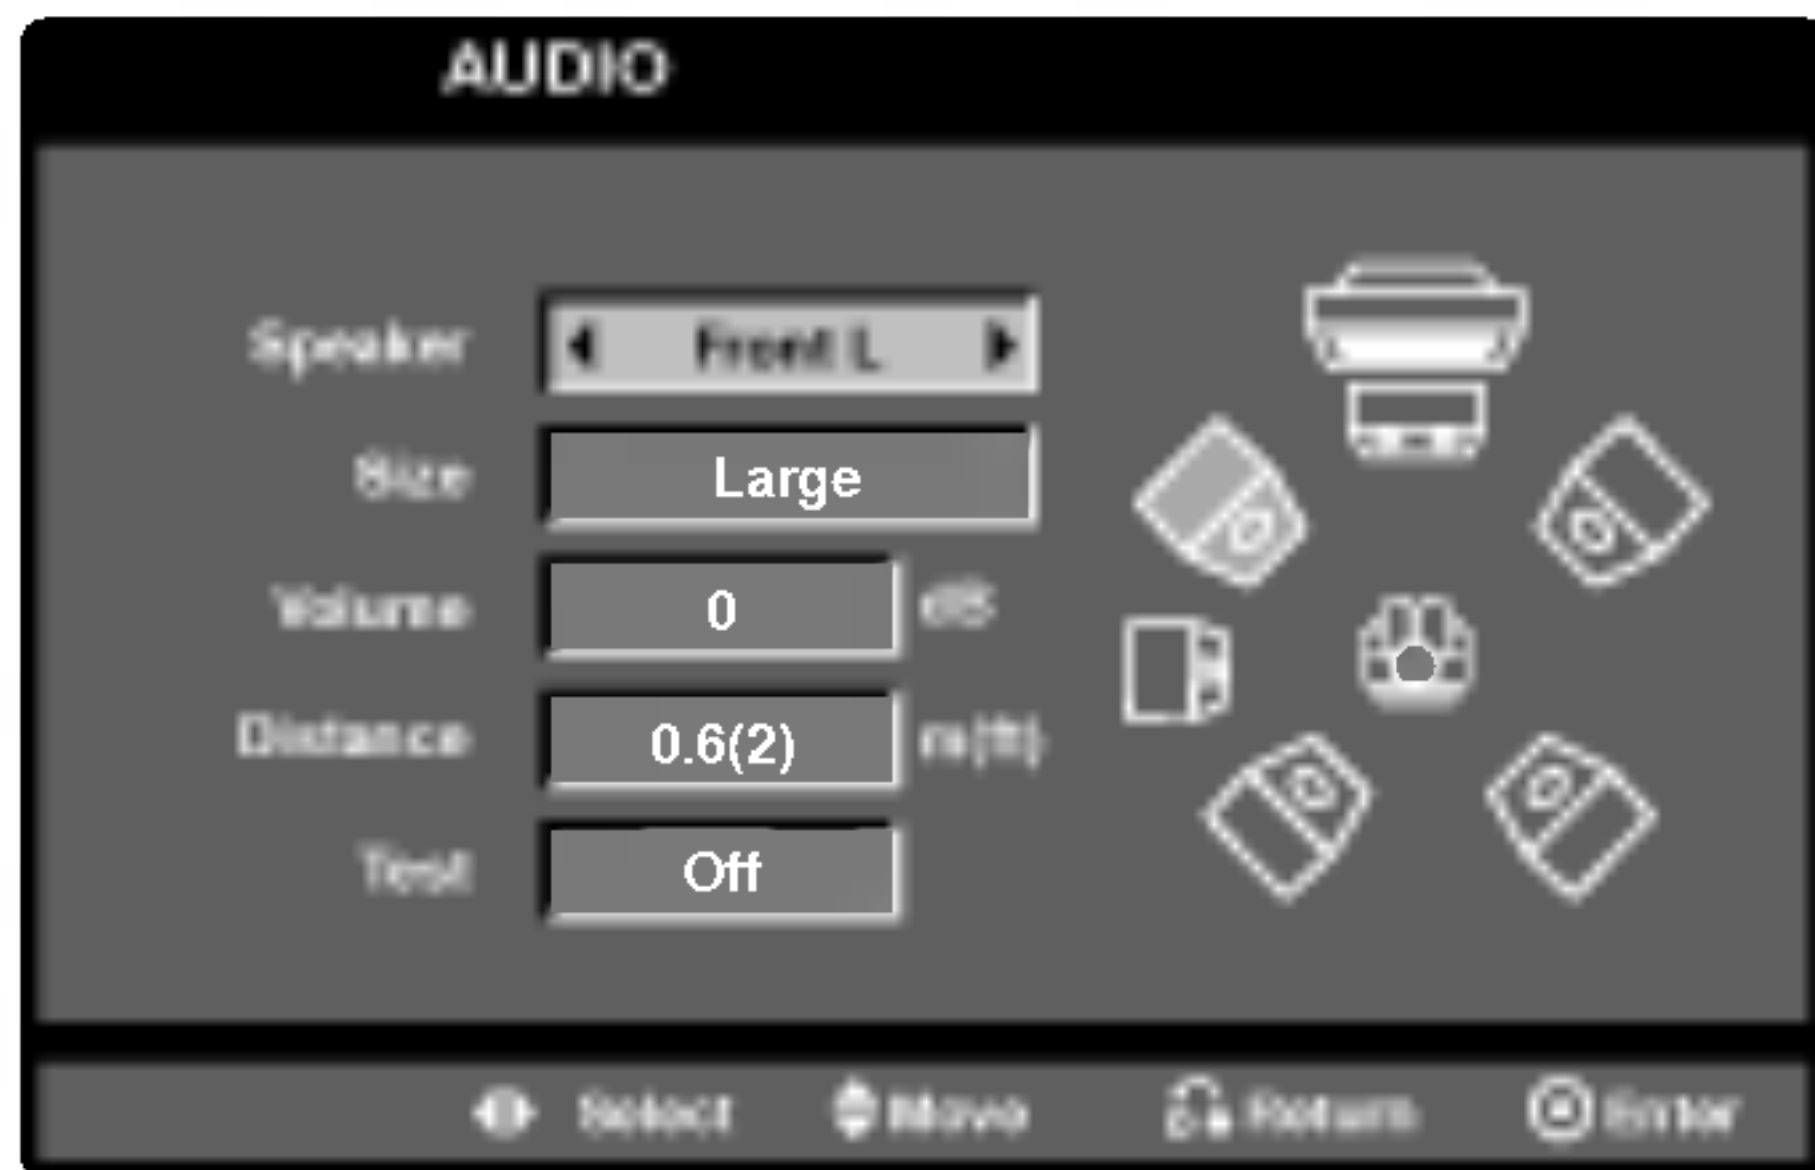 AUDIO
Speaker Front L
Size Large
Volume 0 dB
Distance 0.6(2) m(ft)
Test Off
Select Move Return Enter